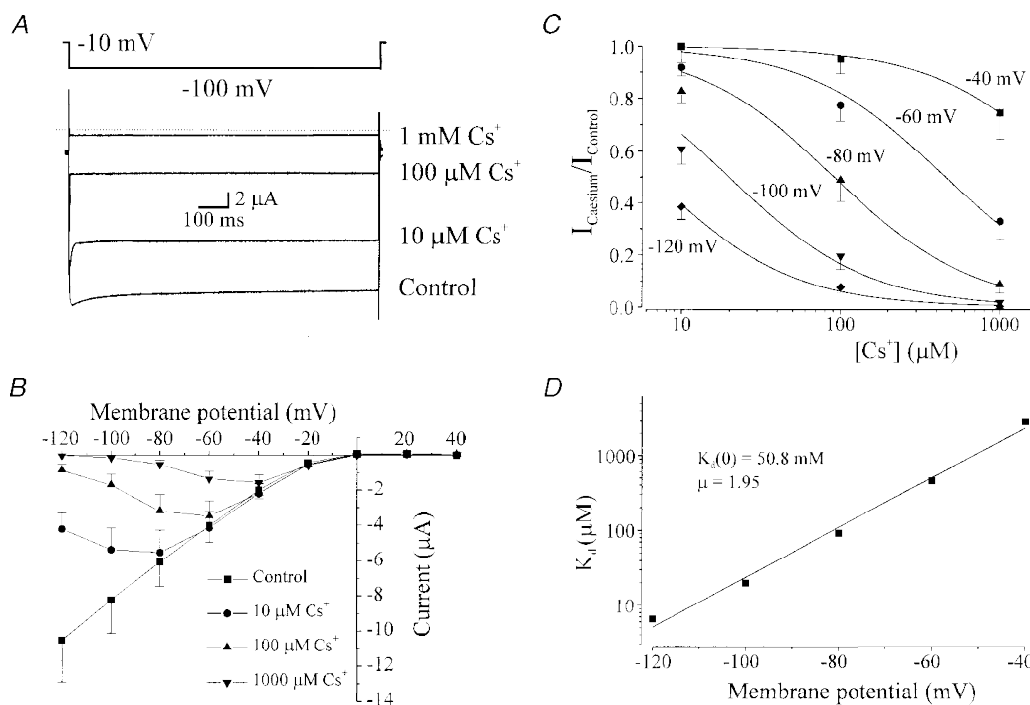 A
-10 mV
-100 mV
1 mM Cs⁺
100 μM Cs⁺
2 μA
100 ms
10 μM Cs⁺
Control
B
Membrane potential (mV)
-120 -100 -80 -60 -40 -20 0 20 40
-2
-4
-6
-8
-10
-12
-14
Current (μA)
Control
10 μM Cs⁺
100 μM Cs⁺
1000 μM Cs⁺
C
1.0
0.8
0.6
0.4
0.2
0.0
I_Caesium/I_Control
-40 mV
-60 mV
-80 mV
-100 mV
-120 mV
10 100 1000
[Cs⁺] (μM)
D
1000
100
10
K_d (μM)
K_d(0) = 50.8 mM
μ = 1.95
-120 -100 -80 -60 -40
Membrane potential (mV)